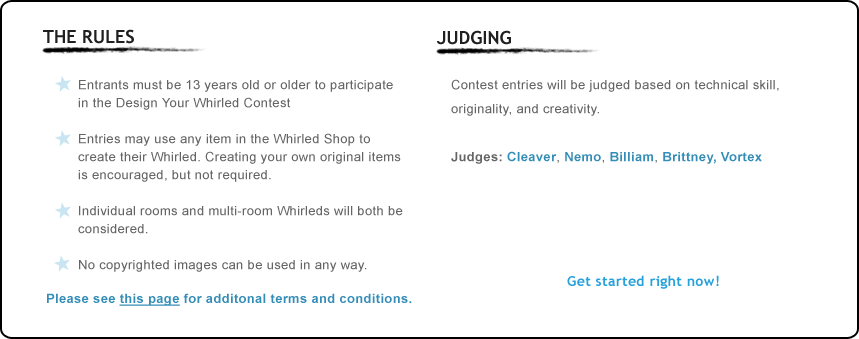 THE RULES
Entrants must be 13 years old or older to participate
in the Design Your Whirled Contest
Entries may use any item in the Whirled Shop to
create their Whirled. Creating your own original items
is encouraged, but not required.
Individual rooms and multi-room Whirleds will both be
considered.
No copyrighted images can be used in any way.
Please see this page for additonal terms and conditions.
JUDGING
Contest entries will be judged based on technical skill,
originality, and creativity.
Judges: Cleaver, Nemo, Billiam, Brittney, Vortex
Get started right now!